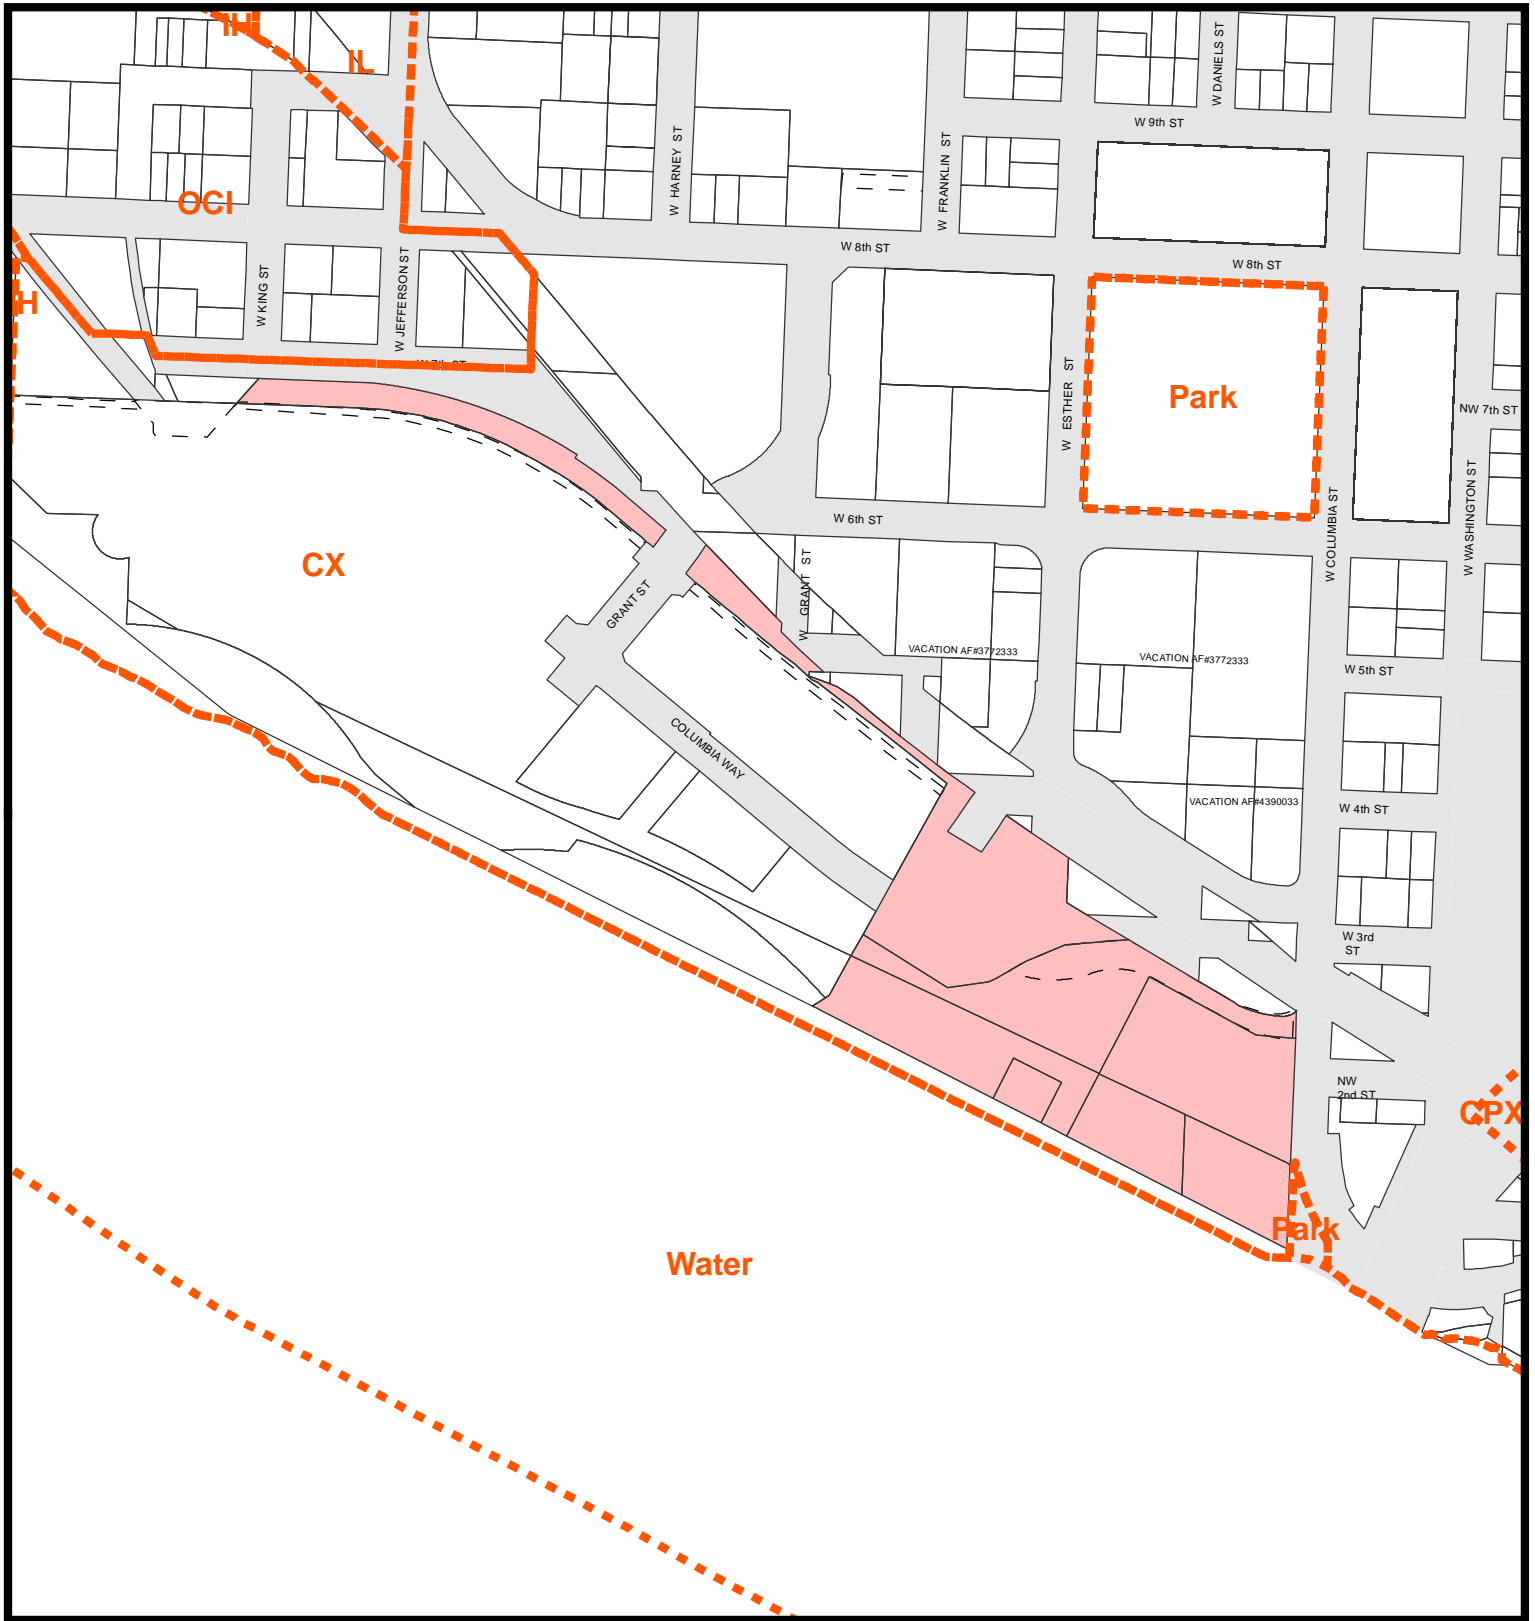 IH
IL
W DANIELS ST
W 9th ST
W HARNEY ST
W FRANKLIN ST
OCI
W 8th ST
W 8th ST
W KING ST
W JEFFERSON ST
H
W 7th ST
W ESTHER ST
Park
NW 7th ST
W COLUMBIA ST
W WASHINGTON ST
W 6th ST
CX
GRANT ST
W GRANT ST
VACATION AF#3772333
VACATION AF#3772333
W 5th ST
COLUMBIA WAY
VACATION AF#4390033
W 4th ST
W 3rd
ST
NW
2nd ST
CPX
Park
Water